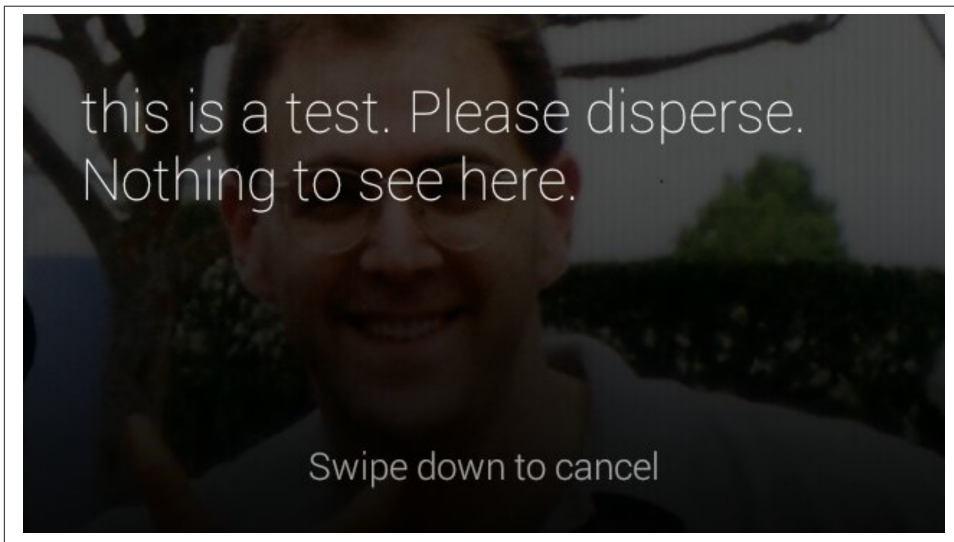 this is a test. Please disperse.
Nothing to see here.
Swipe down to cancel